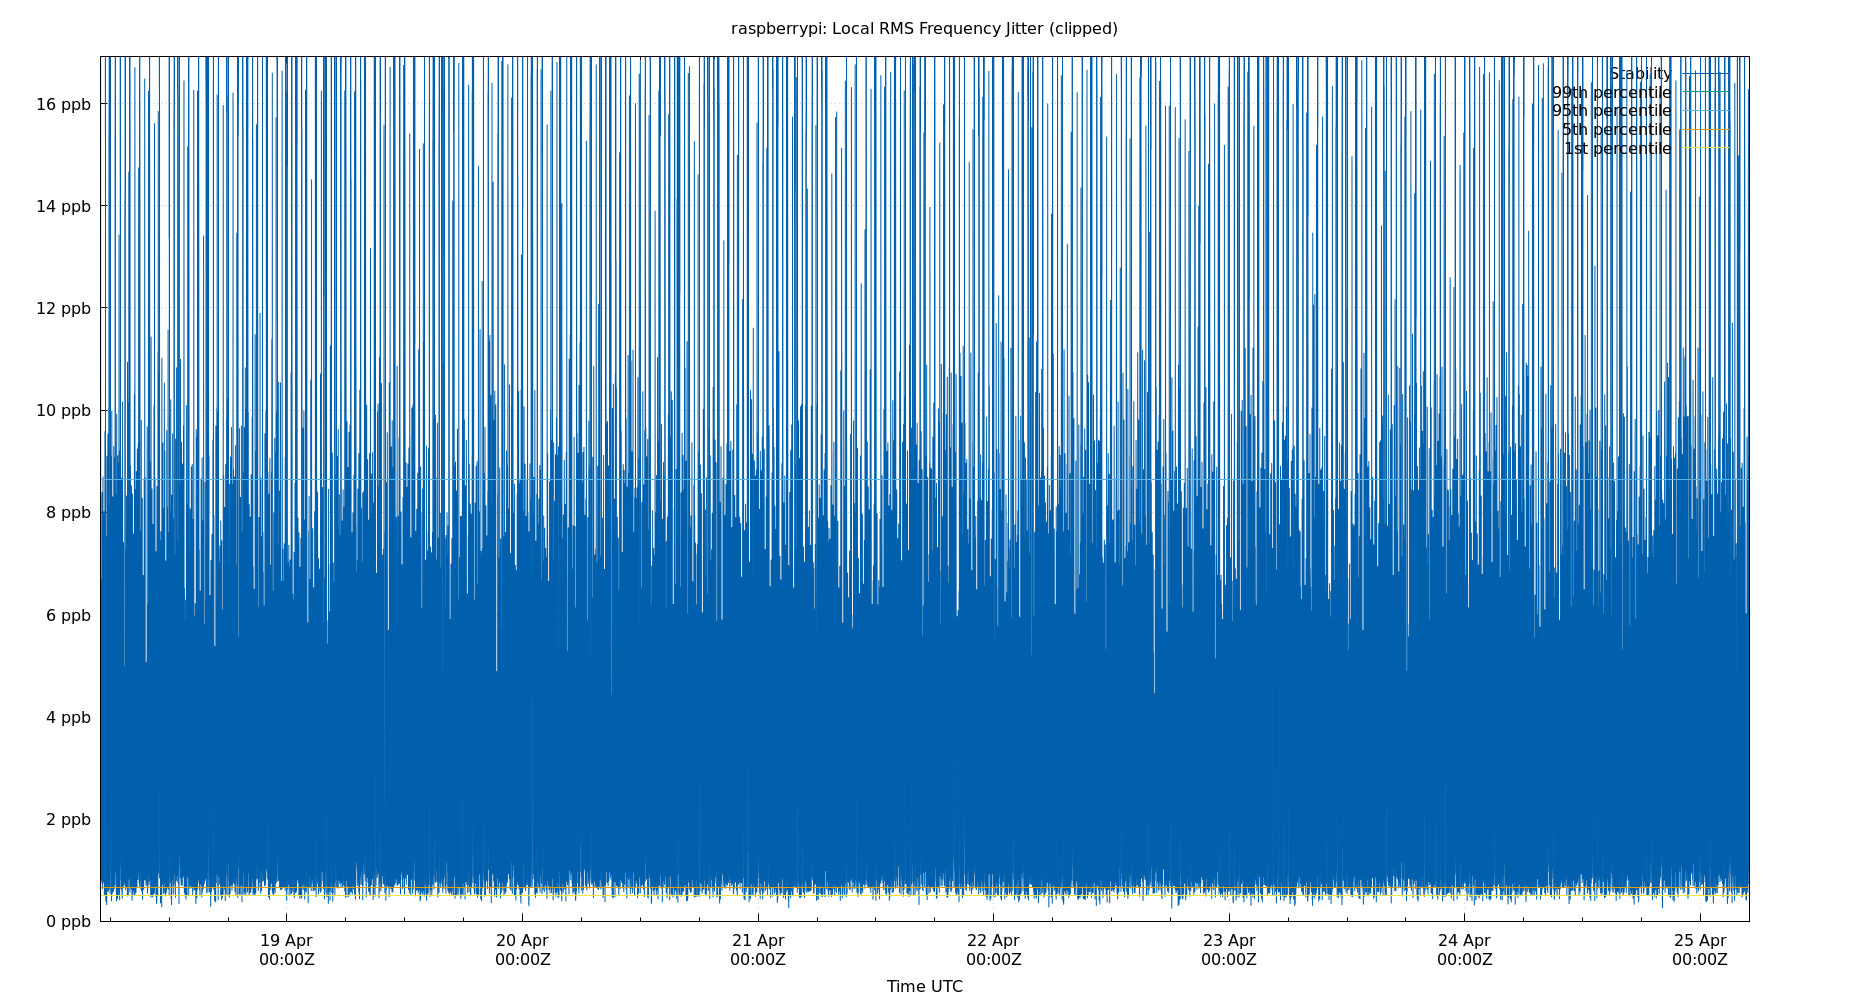 raspberrypi: Local RMS Frequency Jitter (clipped)
Stability
99th percentile
95th percentile
5th percentile
1st percentile
16 ppb
14 ppb
12 ppb
10 ppb
8 ppb
6 ppb
4 ppb
2 ppb
0 ppb
19 Apr 20 Apr 21 Apr 22 Apr 23 Apr 24 Apr 25 Apr
00:00Z 00:00Z 00:00Z 00:00Z 00:00Z 00:00Z 00:00Z
Time UTC